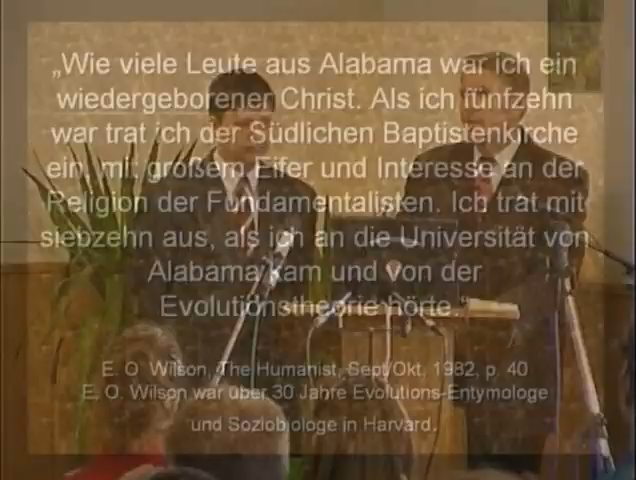 „Wie viele Leute aus Alabama war ich ein
wiedergeborener Christ. Als ich fünfzehn
war trat ich der Südlichen Baptistenkirche
ein, mit großem Eifer und Interesse an der
Religion der Fundamentalisten. Ich trat mit
siebzehn aus, als ich an die Universität von
Alabama kam und von der
Evolutionstheorie hörte.
E. O. Wilson, The Humanist, Sept/Okt. 1982, p. 40
E. O. Wilson war über 30 Jahre Evolutions-Entymologe
und Soziobiologe in Harvard.